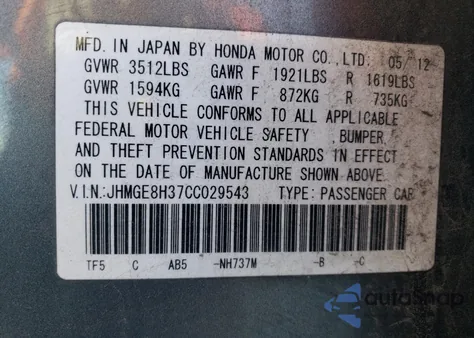 MFD. IN JAPAN BY HONDA MOTOR CO., LTD. 05/12
GVWR 3512LBS GAWR F 1921LBS R 1619LBS
GVWR 1594KG GAWR F 872KG R 735KG
THIS VEHICLE CONFORMS TO ALL APPLICABLE
FEDERAL MOTOR VEHICLE SAFETY , BUMPER,
AND THEFT PREVENTION STANDARDS IN EFFECT
ON THE DATE OF MANUFACTURE SHOWN ABOVE.
V.I.N.: JHMGE8H37CC029543 TYPE: PASSENGER CAR
TF5 C AB5 -NH737M -B -C
autosnap